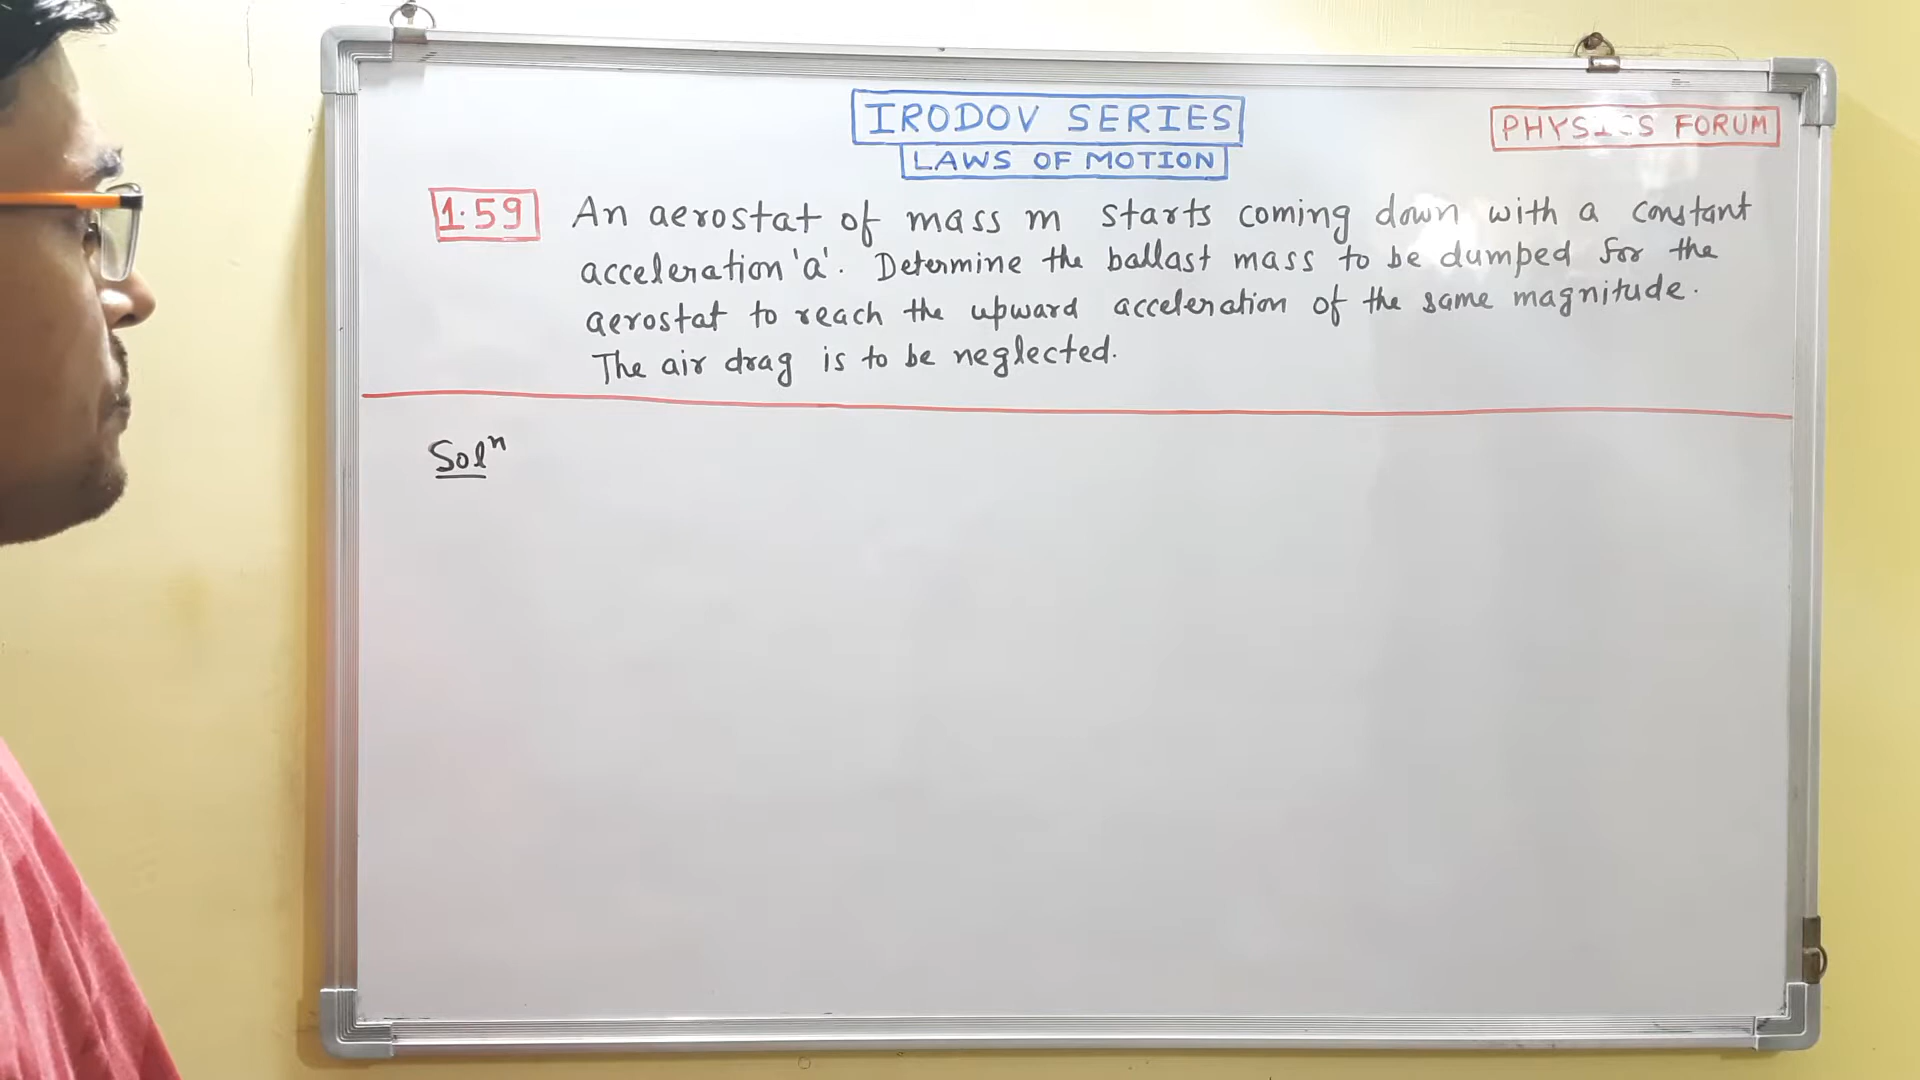 IRODOV SERIES
PHYSICS FORUM
LAWS OF MOTION
1.59 An aerostat of mass m starts coming down with a constant
acceleration 'a'. Determine the ballast mass to be dumped for the
aerostat to reach the upward acceleration of the same magnitude.
The air drag is to be neglected.
Solⁿ